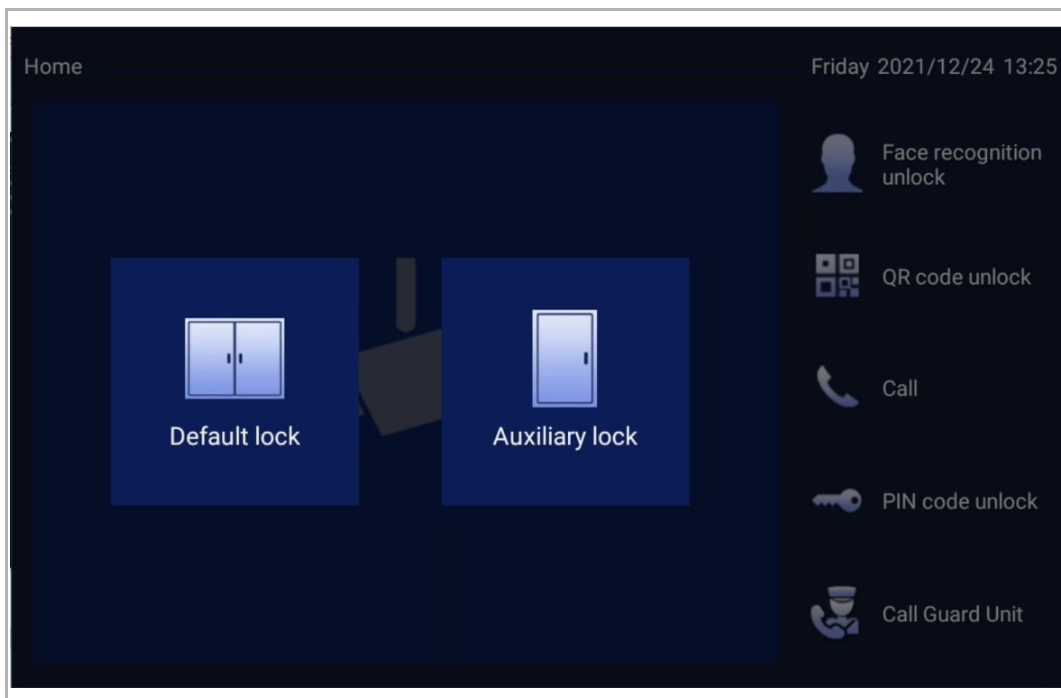 Home
Friday 2021/12/24 13:25
Face recognition
unlock
QR code unlock
Default lock
Auxiliary lock
Call
PIN code unlock
Call Guard Unit